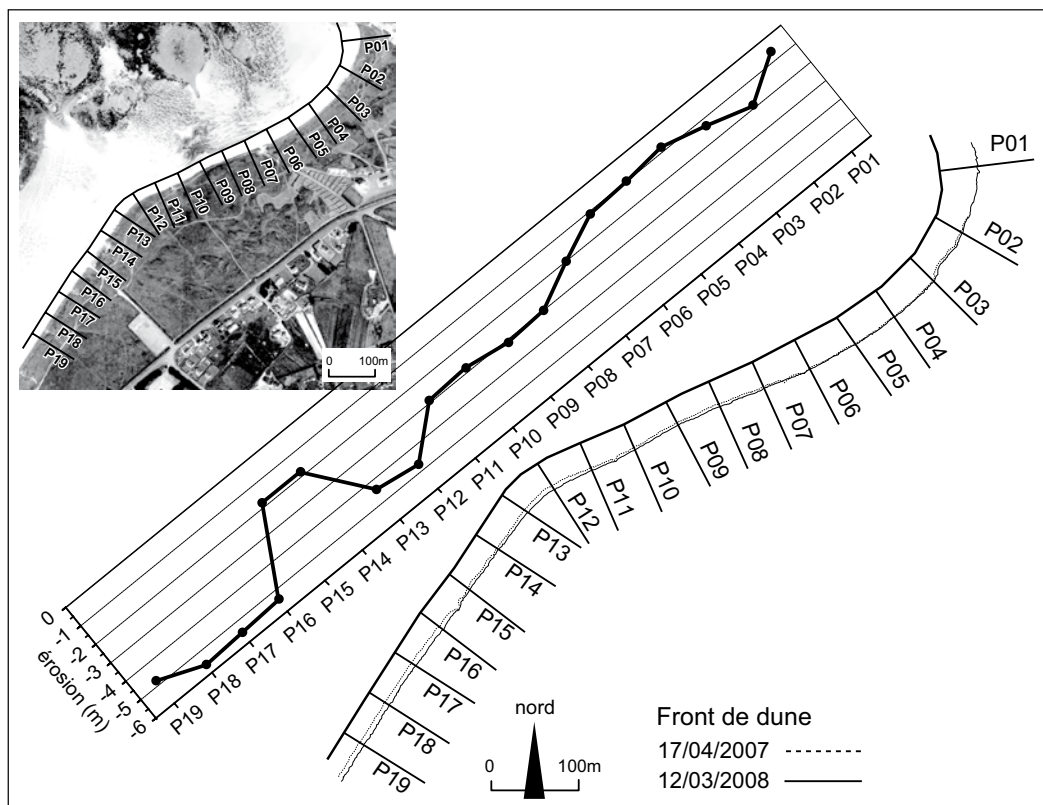 P01
P02
P03
P04
P05
P06
P07
P08
P09
P10
P11
P12
P13
P14
P15
P16
P17
P18
P19
0 100m
0
-1
-2
-3
-4
-5
-6
érosion (m)
P19
P18
P17
P16
P15
P14
P13
P12
P11
P10
P09
P08
P07
P06
P05
P04
P03
P02
P01
P01
P02
P03
P04
P05
P06
P07
P08
P09
P10
P11
P12
P13
P14
P15
P16
P17
P18
P19
nord
0 100m
Front de dune
17/04/2007
12/03/2008